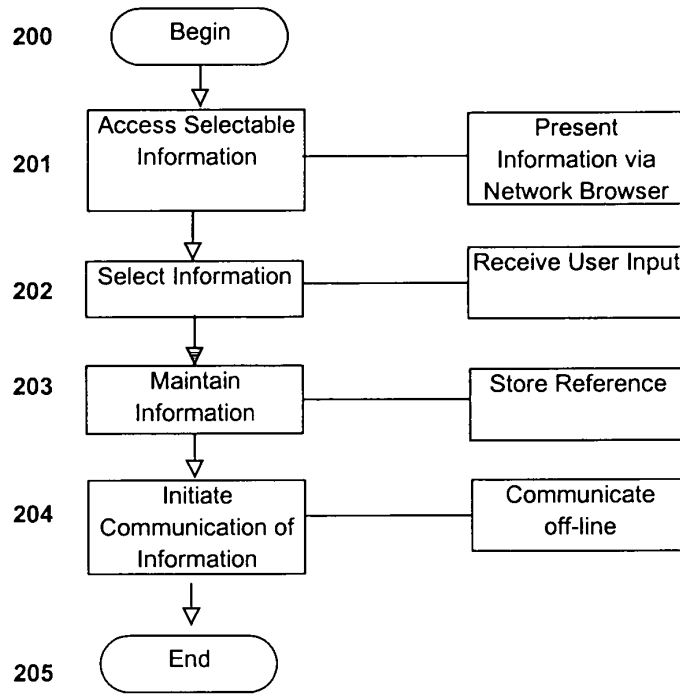 200
Begin
201
Access Selectable
Information
Present
Information via
Network Browser
202
Select Information
Receive User Input
203
Maintain
Information
Store Reference
204
Initiate
Communication of
Information
Communicate
off-line
205
End